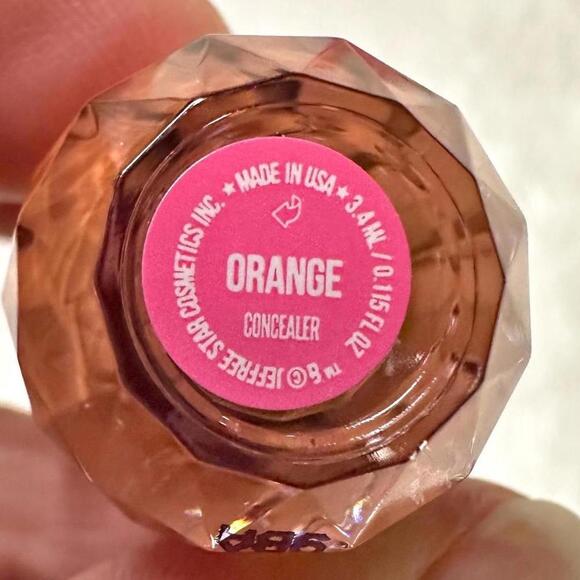 ORANGE
CONCEALER
™ & © JEFFREE STAR COSMETICS INC. ★ MADE IN USA ★ 3.4 ML / 0.115 FL OZ